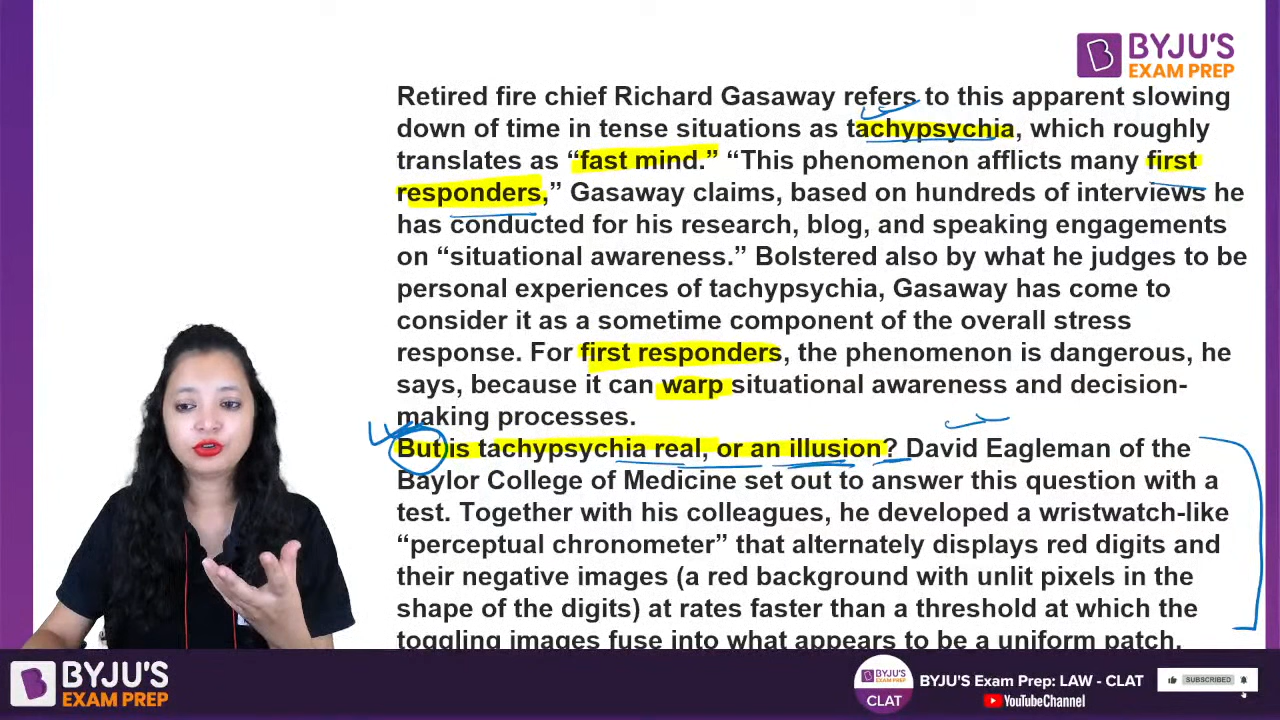 BYJU'S
EXAM PREP
Retired fire chief Richard Gasaway refers to this apparent slowing
down of time in tense situations as tachypsychia, which roughly
translates as “fast mind.” “This phenomenon afflicts many first
responders,” Gasaway claims, based on hundreds of interviews he
has conducted for his research, blog, and speaking engagements
on “situational awareness.” Bolstered also by what he judges to be
personal experiences of tachypsychia, Gasaway has come to
consider it as a sometime component of the overall stress
response. For first responders, the phenomenon is dangerous, he
says, because it can warp situational awareness and decision-
making processes.
But is tachypsychia real, or an illusion? David Eagleman of the
Baylor College of Medicine set out to answer this question with a
test. Together with his colleagues, he developed a wristwatch-like
“perceptual chronometer” that alternately displays red digits and
their negative images (a red background with unlit pixels in the
shape of the digits) at rates faster than a threshold at which the
toggling images fuse into what appears to be a uniform patch.
BYJU'S
EXAM PREP
BYJU'S
EXAM PREP
CLAT
BYJU'S Exam Prep: LAW - CLAT
YouTubeChannel
SUBSCRIBED